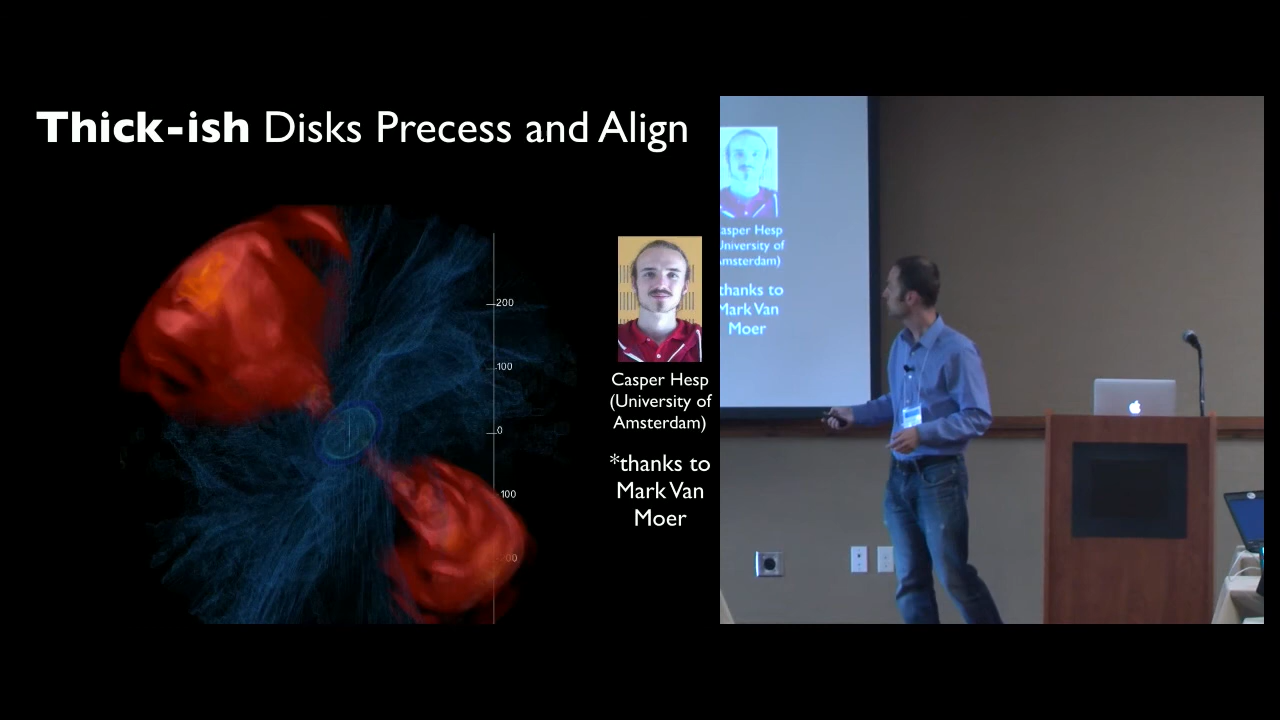 Thick-ish Disks Precess and Align
200
100
0
100
200
Casper Hesp
(University of
Amsterdam)
*thanks to
Mark Van
Moer
asper Hesp
University of
msterdam)
thanks to
Mark Van
Moer